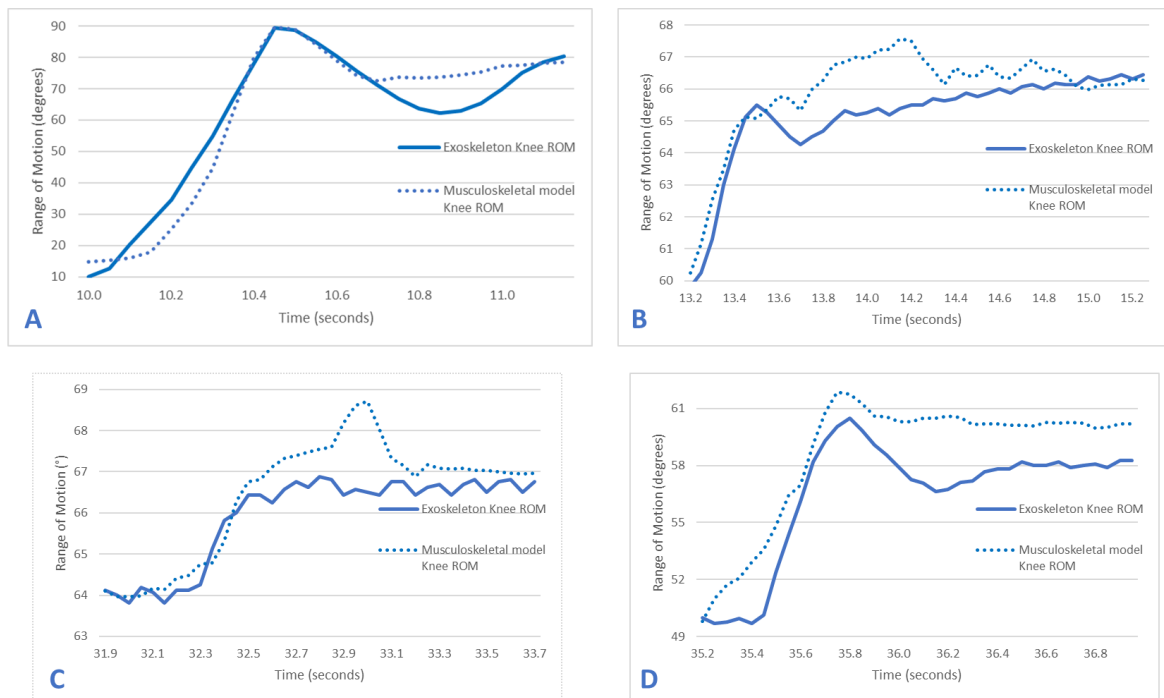 90
80
70
60
50
40
30
20
10
Range of Motion (degrees)
Exoskeleton Knee ROM
Musculoskeletal model
Knee ROM
10.0 10.2 10.4 10.6 10.8 11.0
Time (seconds)
A
68
67
66
65
64
63
62
61
60
Range of Motion (degrees)
Exoskeleton Knee ROM
Musculoskeletal model
Knee ROM
13.2 13.4 13.6 13.8 14.0 14.2 14.4 14.6 14.8 15.0 15.2
Time (seconds)
B
69
68
67
66
65
64
63
Range of Motion (°)
Exoskeleton Knee ROM
Musculoskeletal model
Knee ROM
31.9 32.1 32.3 32.5 32.7 32.9 33.1 33.3 33.5 33.7
Time (seconds)
C
61
58
55
52
49
Range of Motion (degrees)
Exoskeleton Knee ROM
Musculoskeletal model
Knee ROM
35.2 35.4 35.6 35.8 36.0 36.2 36.4 36.6 36.8
Time (seconds)
D